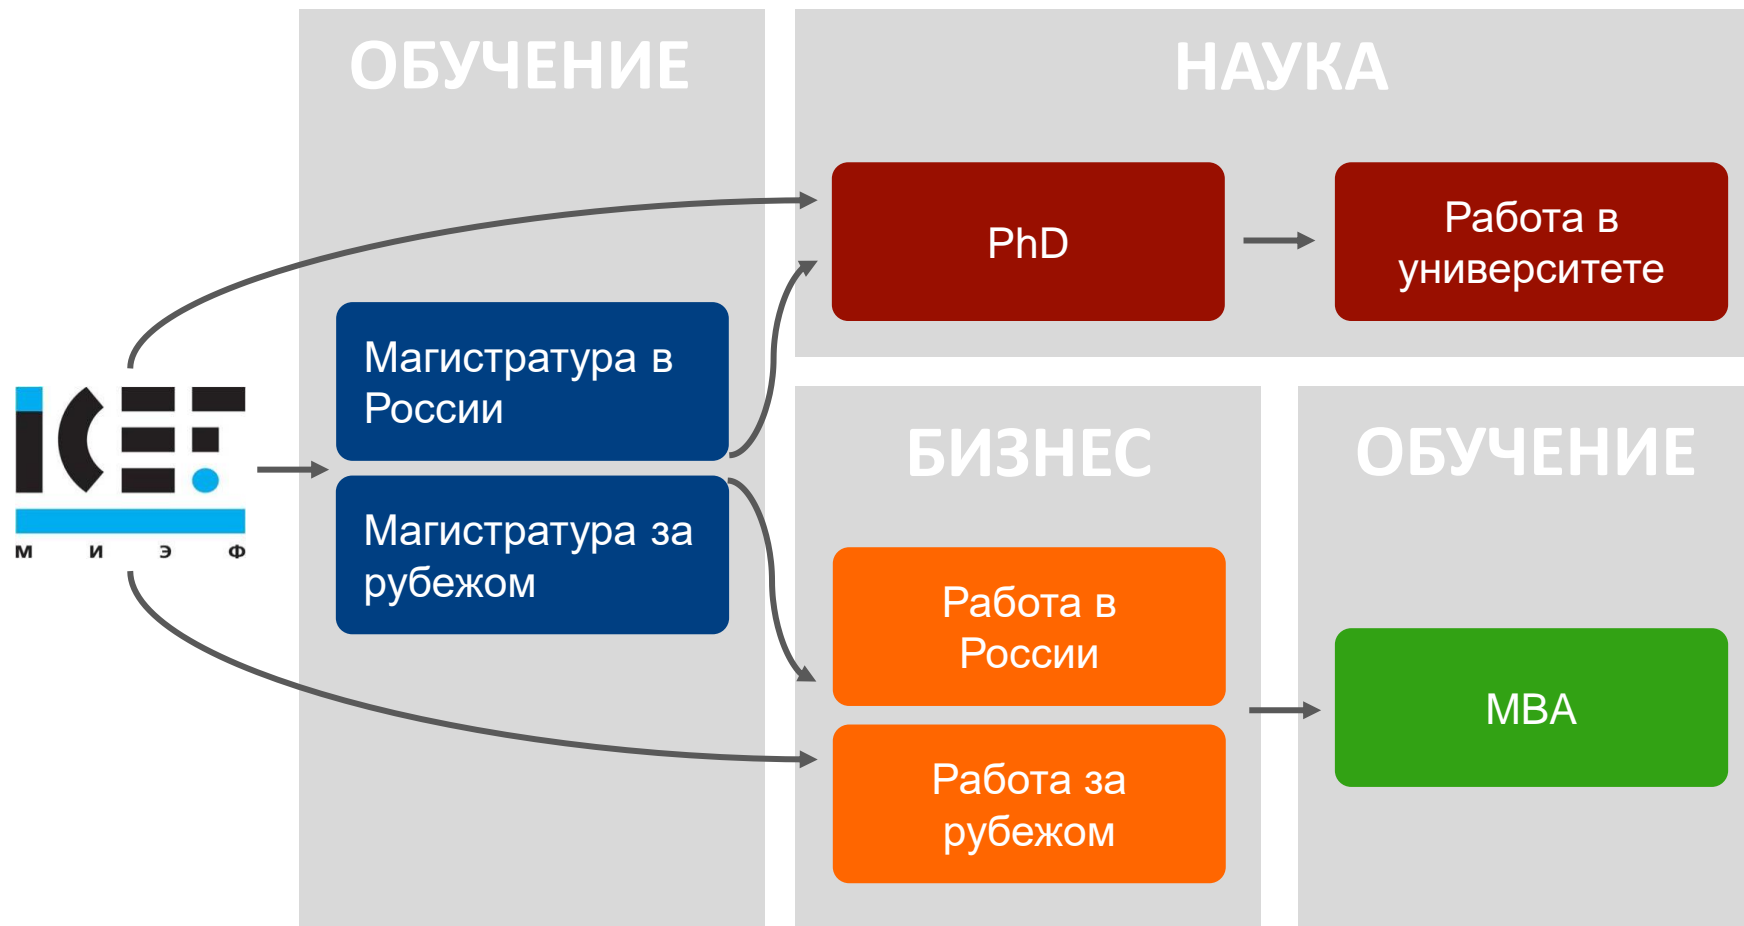 ОБУЧЕНИЕ
НАУКА
PhD
Работа в
университете
Магистратура в
России
ICEF
М И Э Ф
Магистратура за
рубежом
БИЗНЕС
ОБУЧЕНИЕ
Работа в
России
Работа за
рубежом
MBA